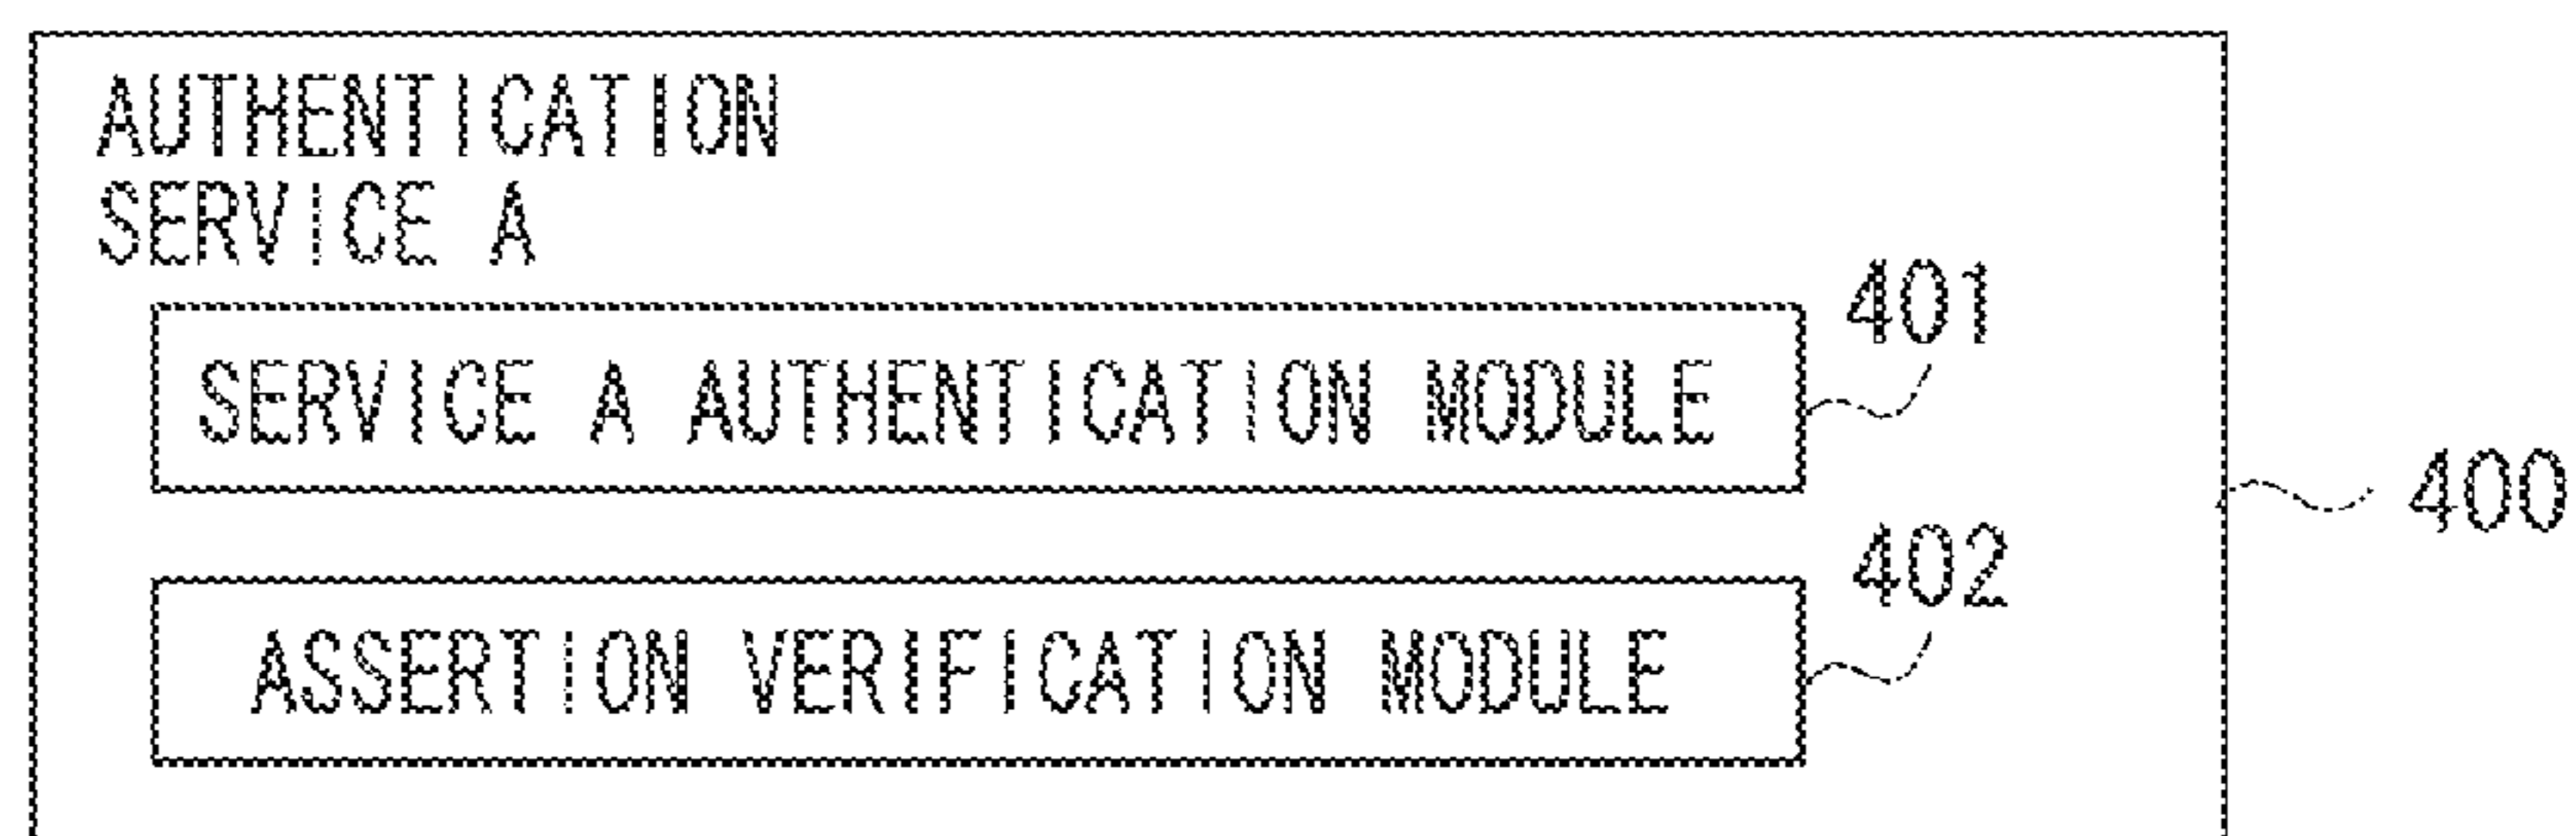 AUTHENTICATION
SERVICE A
401
SERVICE A AUTHENTICATION MODULE
400
402
ASSERTION VERIFICATION MODULE